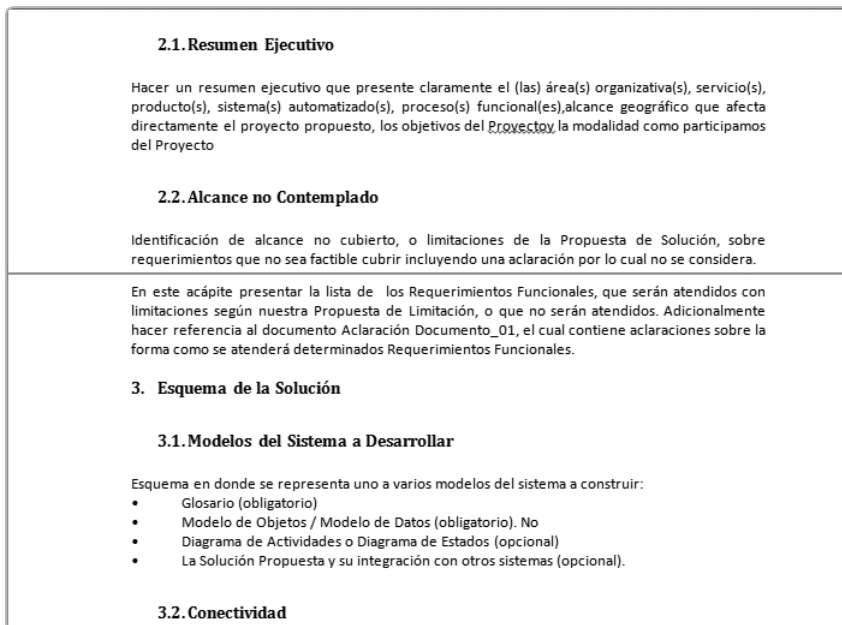 2.1. Resumen Ejecutivo
Hacer un resumen ejecutivo que presente claramente el (las) área(s) organizativa(s), servicio(s),
producto(s), sistema(s) automatizado(s), proceso(s) funcional(es),alcance geográfico que afecta
directamente el proyecto propuesto, los objetivos del Proyectoy la modalidad como participamos
del Proyecto
2.2. Alcance no Contemplado
Identificación de alcance no cubierto, o limitaciones de la Propuesta de Solución, sobre
requerimientos que no sea factible cubrir incluyendo una aclaración por lo cual no se considera.
En este acápite presentar la lista de los Requerimientos Funcionales, que serán atendidos con
limitaciones según nuestra Propuesta de Limitación, o que no serán atendidos. Adicionalmente
hacer referencia al documento Aclaración Documento_01, el cual contiene aclaraciones sobre la
forma como se atenderá determinados Requerimientos Funcionales.
3. Esquema de la Solución
3.1. Modelos del Sistema a Desarrollar
Esquema en donde se representa uno a varios modelos del sistema a construir:
• Glosario (obligatorio)
• Modelo de Objetos / Modelo de Datos (obligatorio). No
• Diagrama de Actividades o Diagrama de Estados (opcional)
• La Solución Propuesta y su integración con otros sistemas (opcional).
3.2. Conectividad